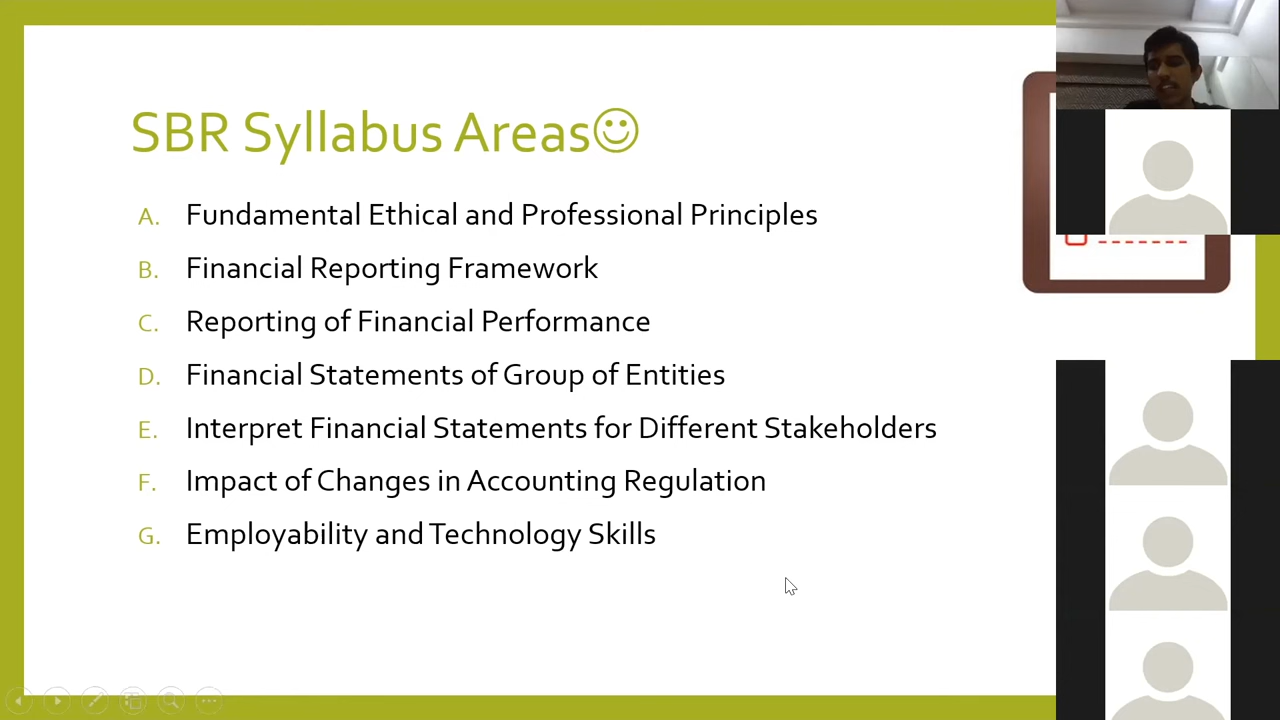 SBR Syllabus Areas☺
A. Fundamental Ethical and Professional Principles
B. Financial Reporting Framework
C. Reporting of Financial Performance
D. Financial Statements of Group of Entities
E. Interpret Financial Statements for Different Stakeholders
F. Impact of Changes in Accounting Regulation
G. Employability and Technology Skills